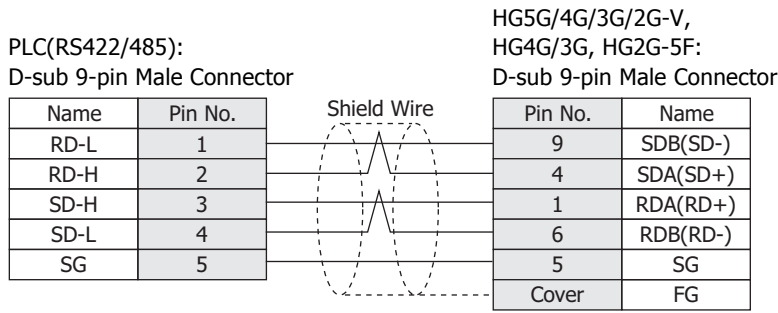 HG5G/4G/3G/2G-V,
PLC(RS422/485): HG4G/3G, HG2G-5F:
D-sub 9-pin Male Connector D-sub 9-pin Male Connector
Name Pin No. Shield Wire Pin No. Name
RD-L 1 9 SDB(SD-)
RD-H 2 4 SDA(SD+)
SD-H 3 1 RDA(RD+)
SD-L 4 6 RDB(RD-)
SG 5 5 SG
Cover FG